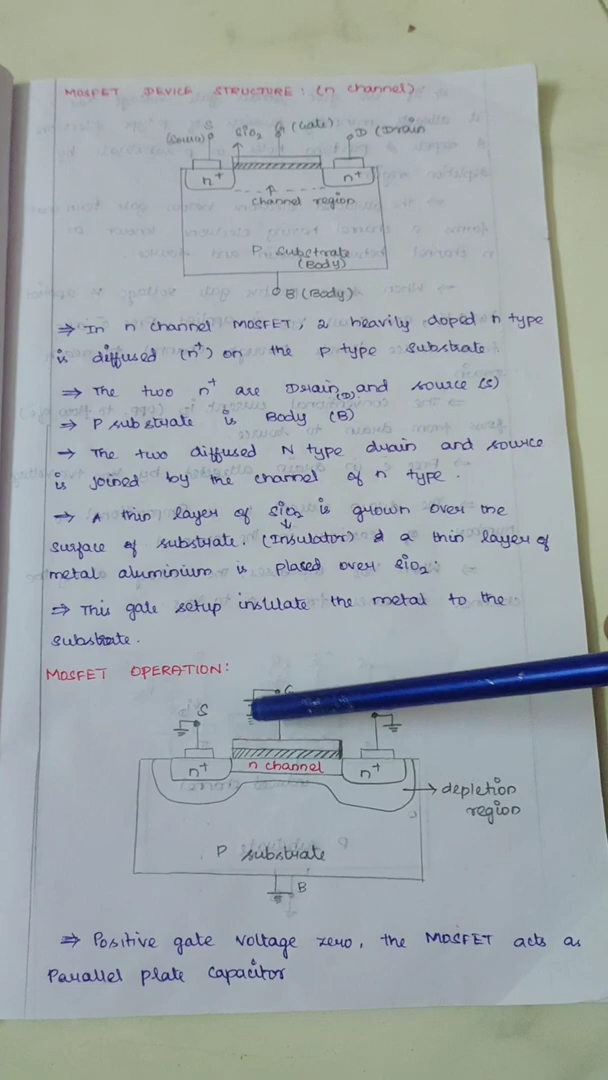 MOSFET DEVICE STRUCTURE: (n channel)
S
(Source)
SiO2
G (Gate)
D (Drain
n+
n+
channel region
P substrate
(Body)
B (Body)
⇒ In n channel MOSFET, 2 heavily doped n type
is diffused (n+) on the P type substrate
⇒ The two n+ are Drain (D) and source (S)
⇒ P substrate is Body (B)
→ The two diffused N type drain and source
is joined by the channel of n type.
⇒ A thin layer of SiO2 is grown over the
surface of substrate. (Insulator) & a thin layer of
metal aluminium is plased over SiO2.
⇒ This gate setup inslulate the metal to the
substrate.
MOSFET OPERATION:
S
n+
n channel
n+
→ depletion
region
P substrate
B
⇒ Positive gate voltage zero, the MOSFET acts as
Parallel plate capacitor